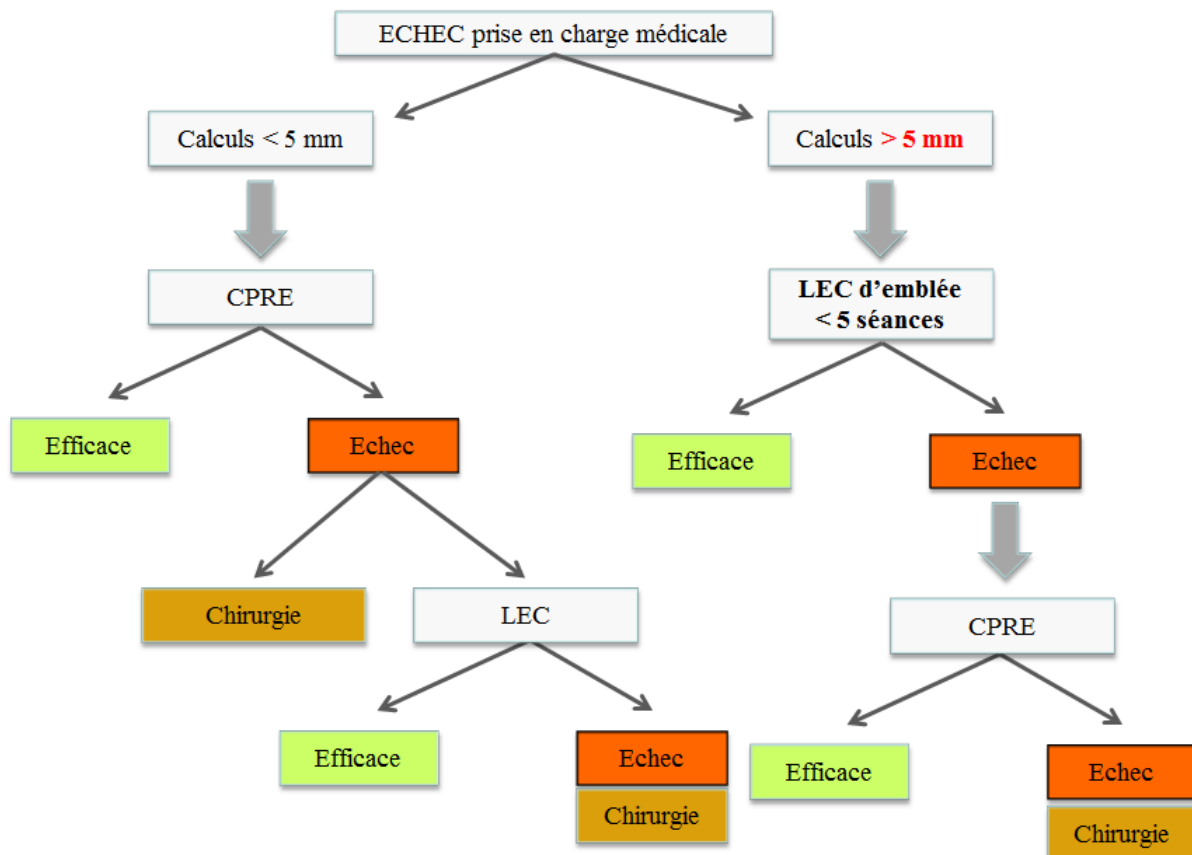 ECHEC prise en charge médicale
Calculs < 5 mm
Calculs > 5 mm
CPRE
LEC d’emblée
< 5 séances
Efficace
Echec
Efficace
Echec
Chirurgie
LEC
CPRE
Efficace
Echec
Efficace
Echec
Chirurgie
Chirurgie